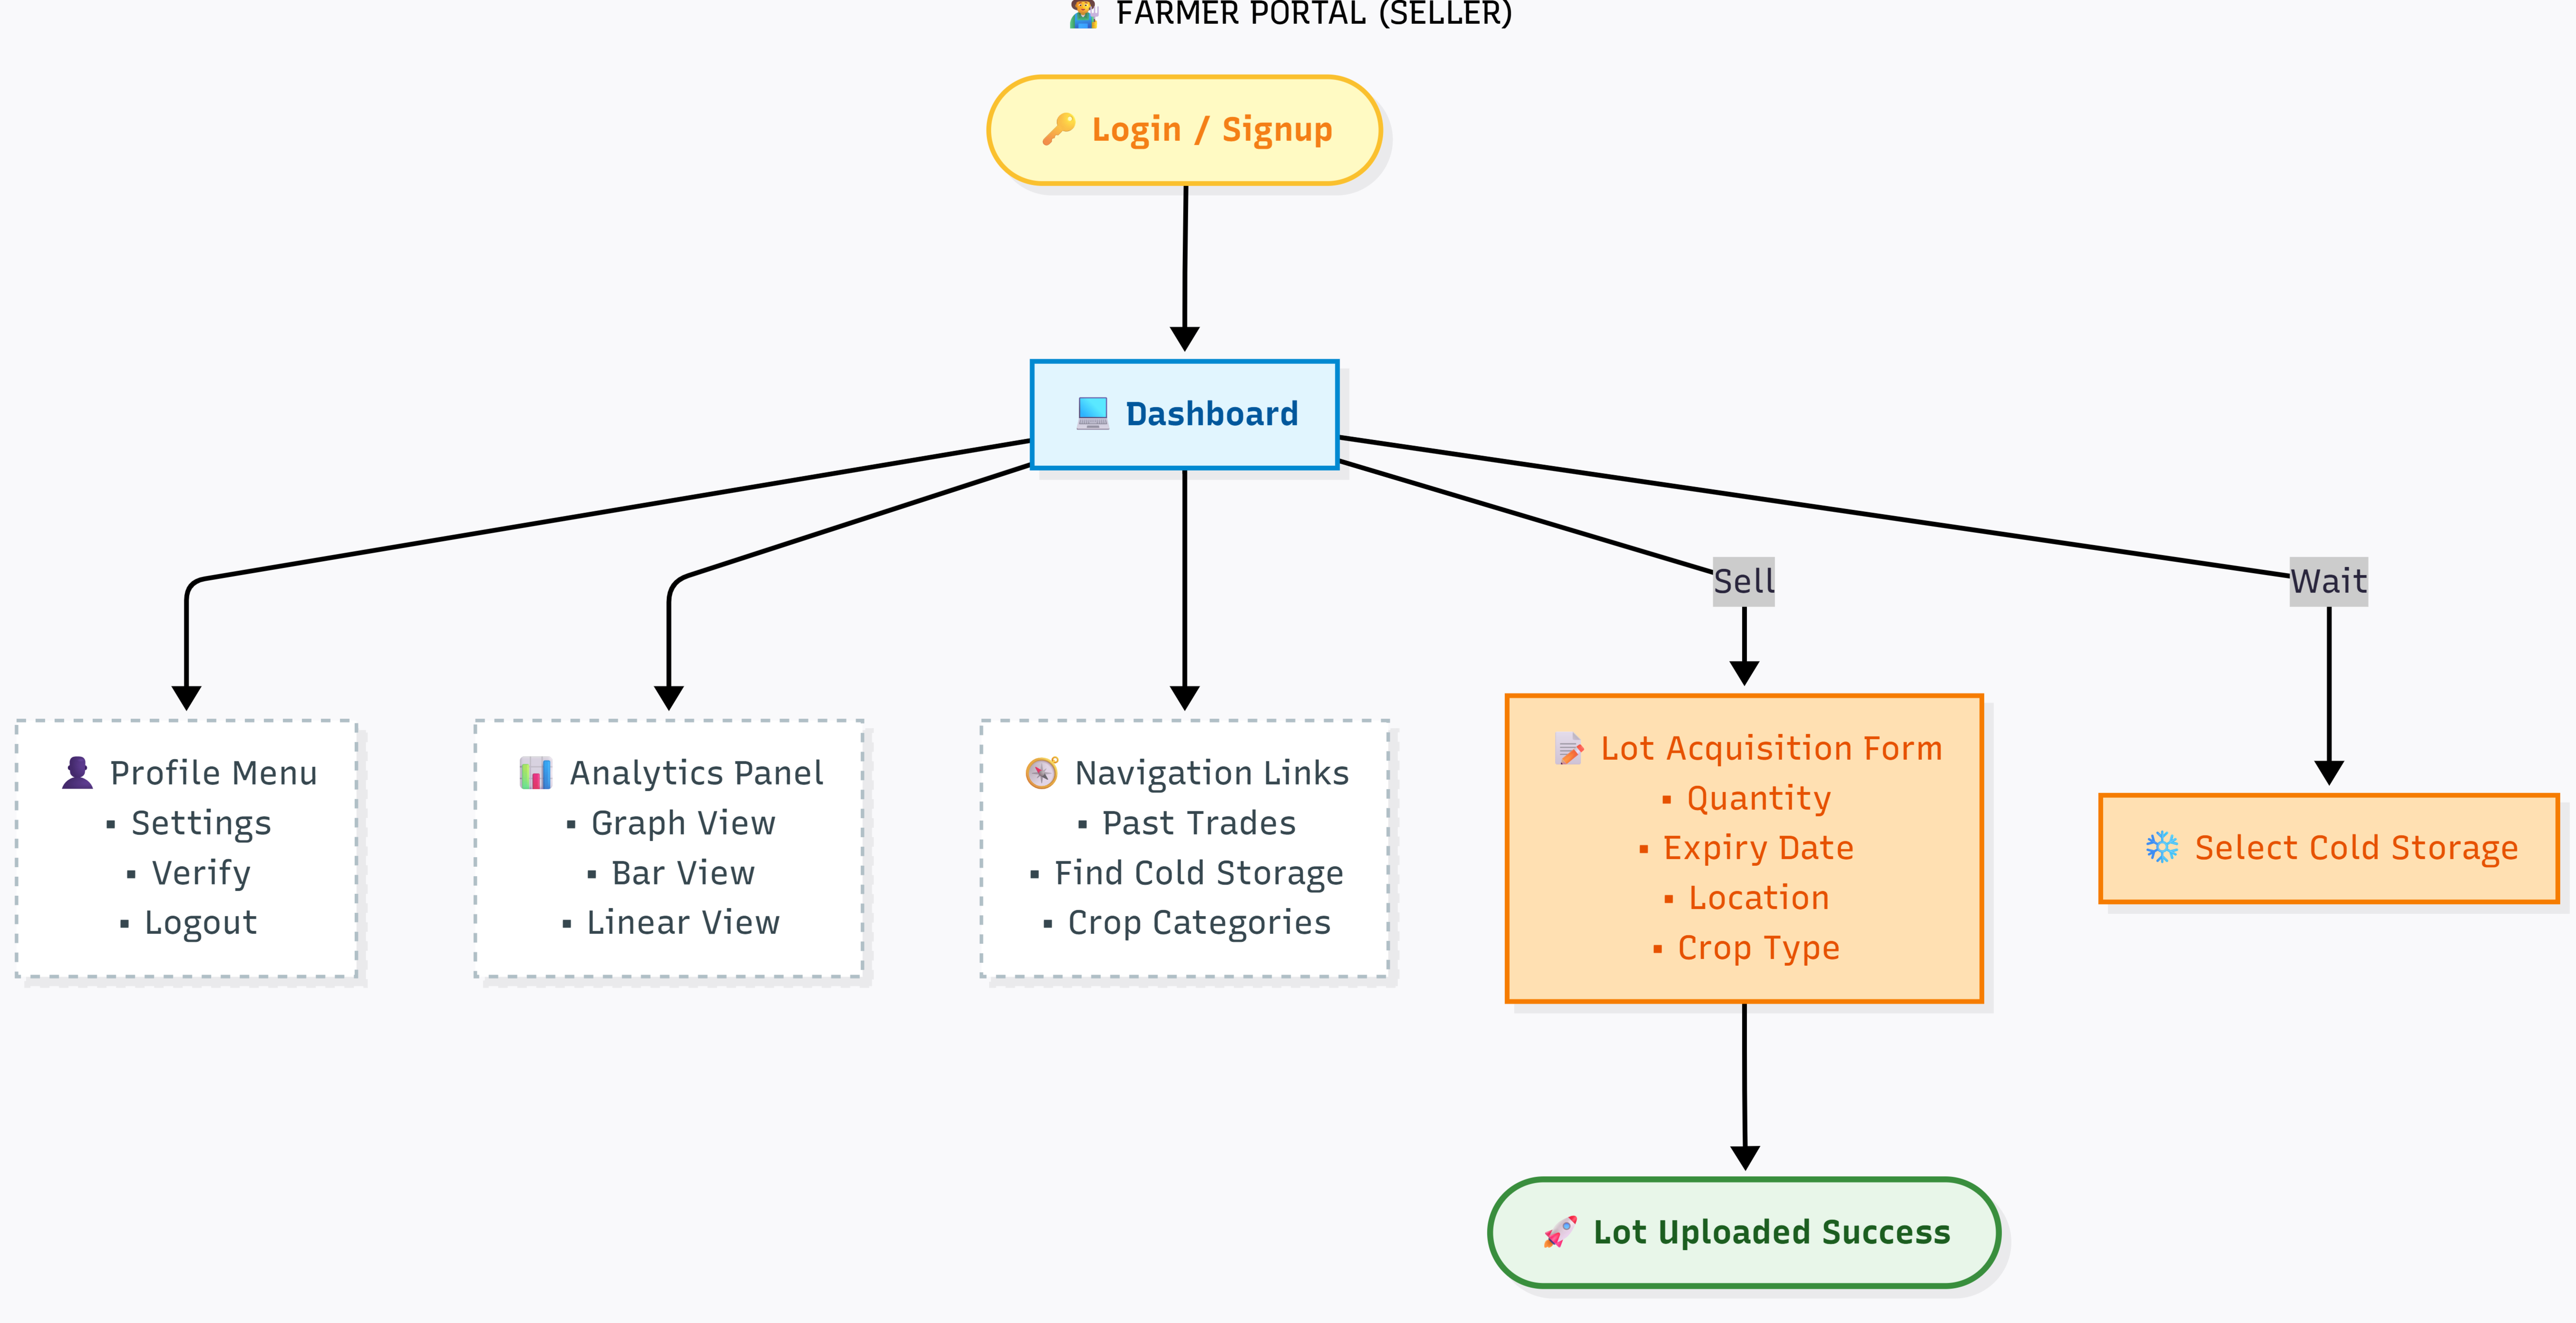 FARMER PORTAL (SELLER)
🔑 Login / Signup
💻 Dashboard
Sell
Wait
👤 Profile Menu
▪ Settings
▪ Verify
▪ Logout
📊 Analytics Panel
▪ Graph View
▪ Bar View
▪ Linear View
🧭 Navigation Links
▪ Past Trades
▪ Find Cold Storage
▪ Crop Categories
📝 Lot Acquisition Form
▪ Quantity
▪ Expiry Date
▪ Location
▪ Crop Type
❄️ Select Cold Storage
🚀 Lot Uploaded Success